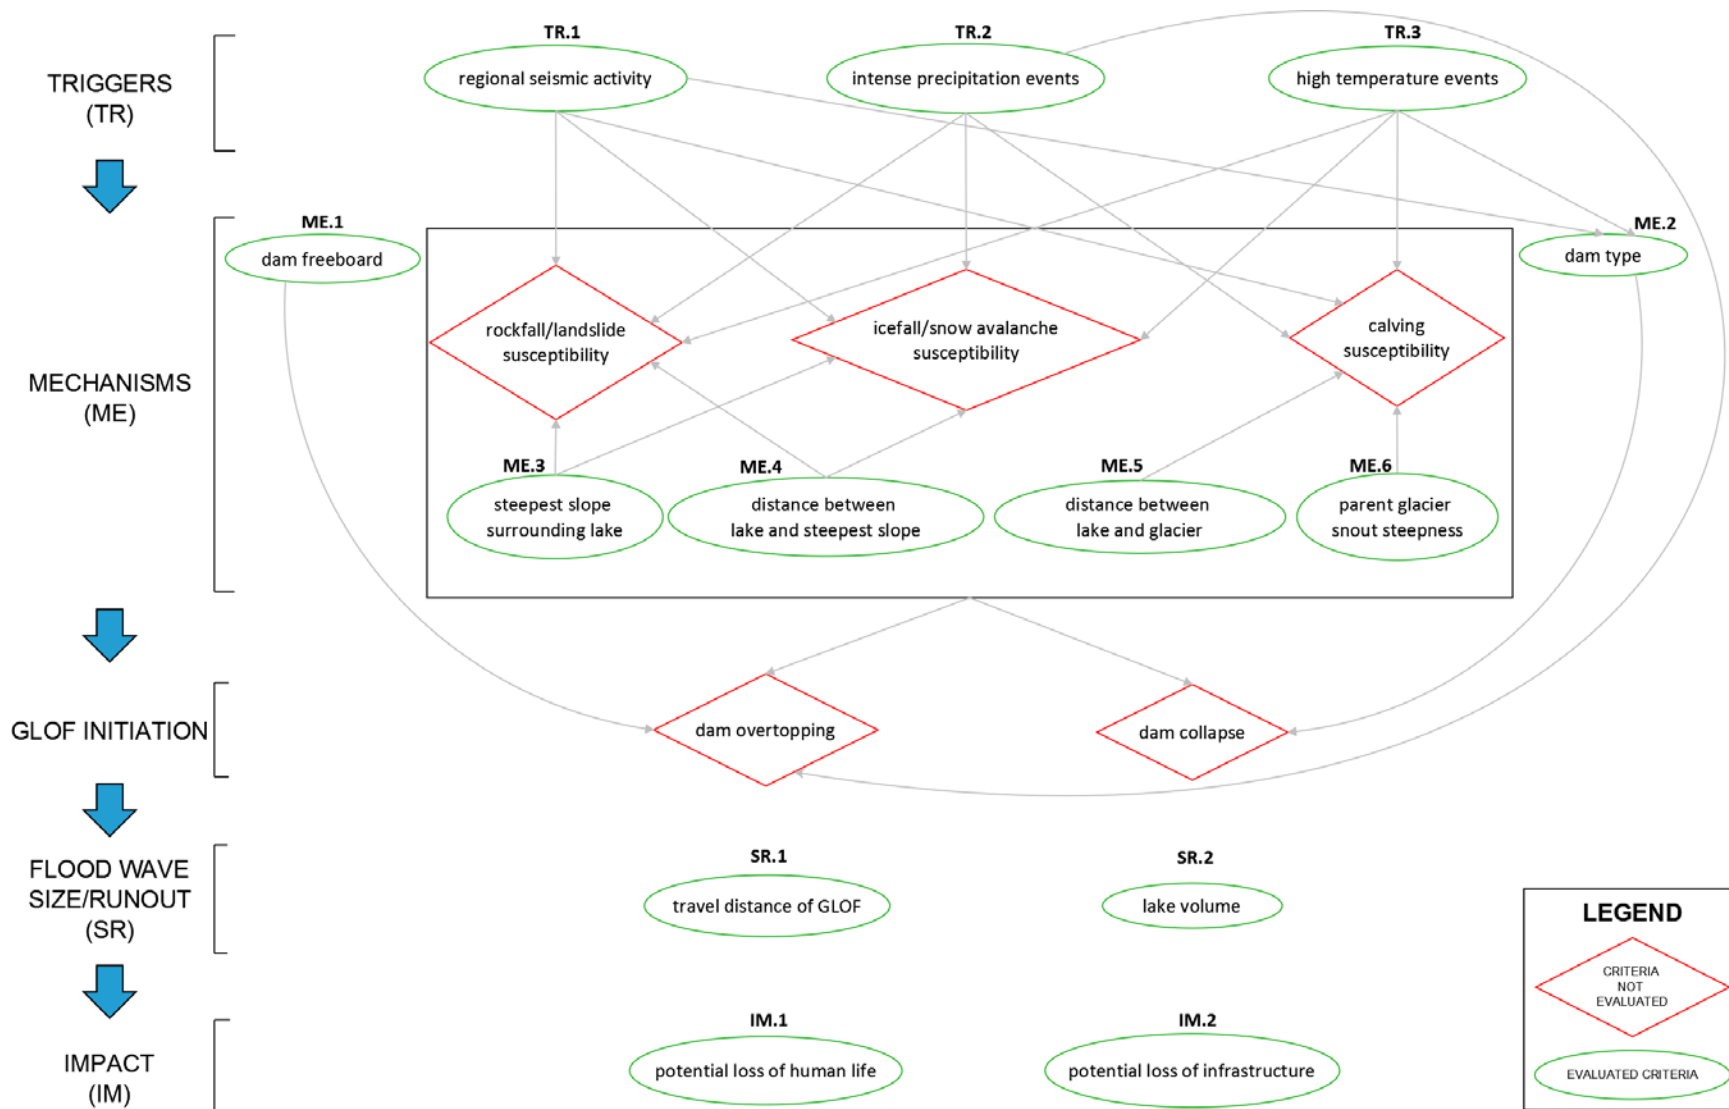 TRIGGERS
(TR)
TR.1
regional seismic activity
TR.2
intense precipitation events
TR.3
high temperature events
MECHANISMS
(ME)
ME.1
dam freeboard
ME.2
dam type
rockfall/landslide
susceptibility
icefall/snow avalanche
susceptibility
calving
susceptibility
ME.3
steepest slope
surrounding lake
ME.4
distance between
lake and steepest slope
ME.5
distance between
lake and glacier
ME.6
parent glacier
snout steepness
GLOF INITIATION
dam overtopping
dam collapse
FLOOD WAVE
SIZE/RUNOUT
(SR)
SR.1
travel distance of GLOF
SR.2
lake volume
IMPACT
(IM)
IM.1
potential loss of human life
IM.2
potential loss of infrastructure
LEGEND
CRITERIA
NOT
EVALUATED
EVALUATED CRITERIA